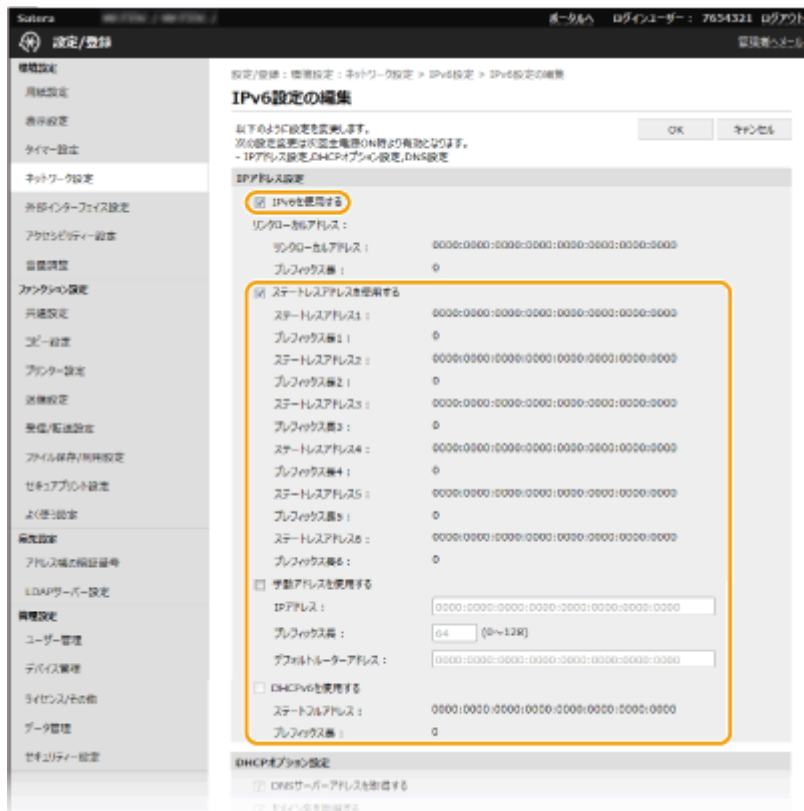 Satera
ポータルへ ログインユーザー： 7654321 ログアウト
設定/登録
管理者へメール
環境設定
用紙設定
表示設定
タイマー設定
ネットワーク設定
外部インターフェイス設定
アクセシビリティー設定
音量調整
ファンクション設定
共通設定
コピー設定
プリンター設定
送信設定
受信/転送設定
ファイル保存/利用設定
セキュアプリント設定
よく使う設定
宛先設定
アドレス帳の暗証番号
LDAPサーバー設定
管理設定
ユーザー管理
デバイス管理
ライセンス/その他
データ管理
セキュリティー設定
設定/登録 : 環境設定 : ネットワーク設定 > IPv6設定 > IPv6設定の編集
IPv6設定の編集
以下のように設定を変更します。
次の設定変更は次回主電源ON時より有効となります。
- IPアドレス設定,DHCPオプション設定,DNS設定
OK キャンセル
IPアドレス設定
IPv6を使用する
リンクローカルアドレス :
リンクローカルアドレス : 0000:0000:0000:0000:0000:0000:0000:0000
プレフィックス長 : 0
ステートレスアドレスを使用する
ステートレスアドレス1 : 0000:0000:0000:0000:0000:0000:0000:0000
プレフィックス長1 : 0
ステートレスアドレス2 : 0000:0000:0000:0000:0000:0000:0000:0000
プレフィックス長2 : 0
ステートレスアドレス3 : 0000:0000:0000:0000:0000:0000:0000:0000
プレフィックス長3 : 0
ステートレスアドレス4 : 0000:0000:0000:0000:0000:0000:0000:0000
プレフィックス長4 : 0
ステートレスアドレス5 : 0000:0000:0000:0000:0000:0000:0000:0000
プレフィックス長5 : 0
ステートレスアドレス6 : 0000:0000:0000:0000:0000:0000:0000:0000
プレフィックス長6 : 0
手動アドレスを使用する
IPアドレス : 0000:0000:0000:0000:0000:0000:0000:0000
プレフィックス長 : 64 (0～128)
デフォルトルーターアドレス : 0000:0000:0000:0000:0000:0000:0000:0000
DHCPv6を使用する
ステートフルアドレス : 0000:0000:0000:0000:0000:0000:0000:0000
プレフィックス長 : 0
DHCPオプション設定
DNSサーバーアドレスを取得する
ドメイン名を取得する